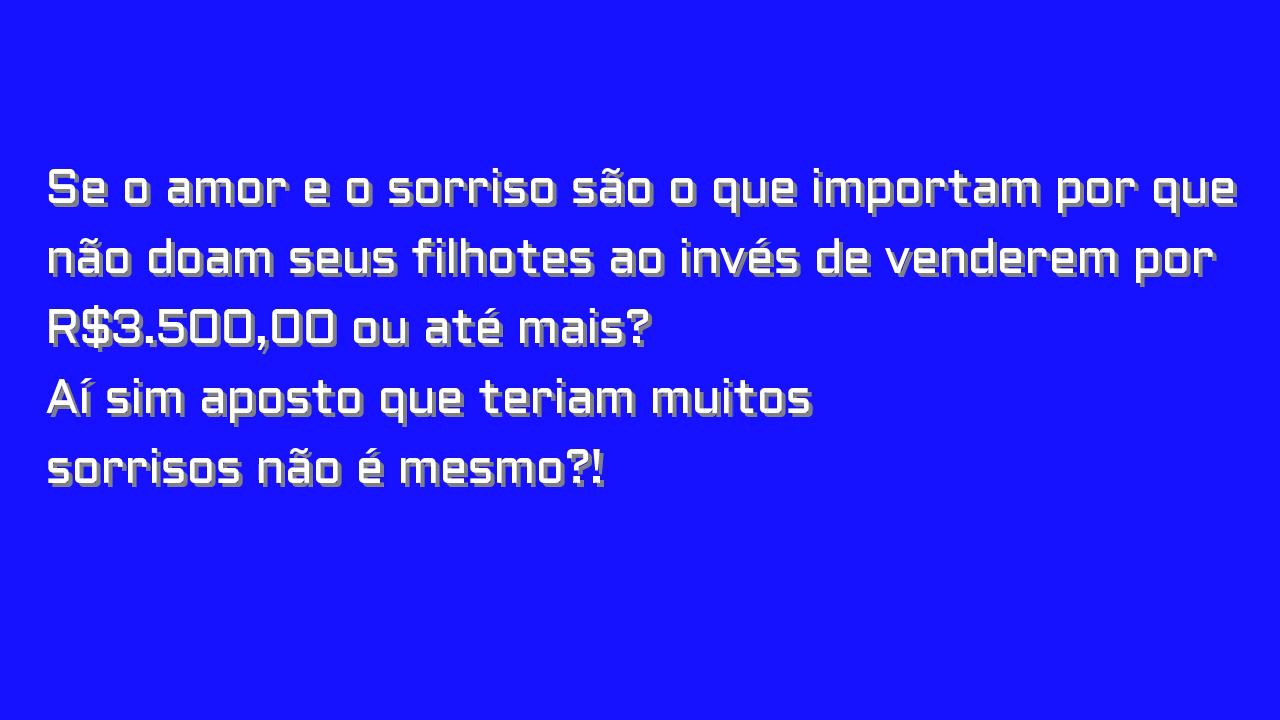 Se o amor e o sorriso são o que importam por que
não doam seus filhotes ao invés de venderem por
R$3.500,00 ou até mais?
Aí sim aposto que teriam muitos
sorrisos não é mesmo?!